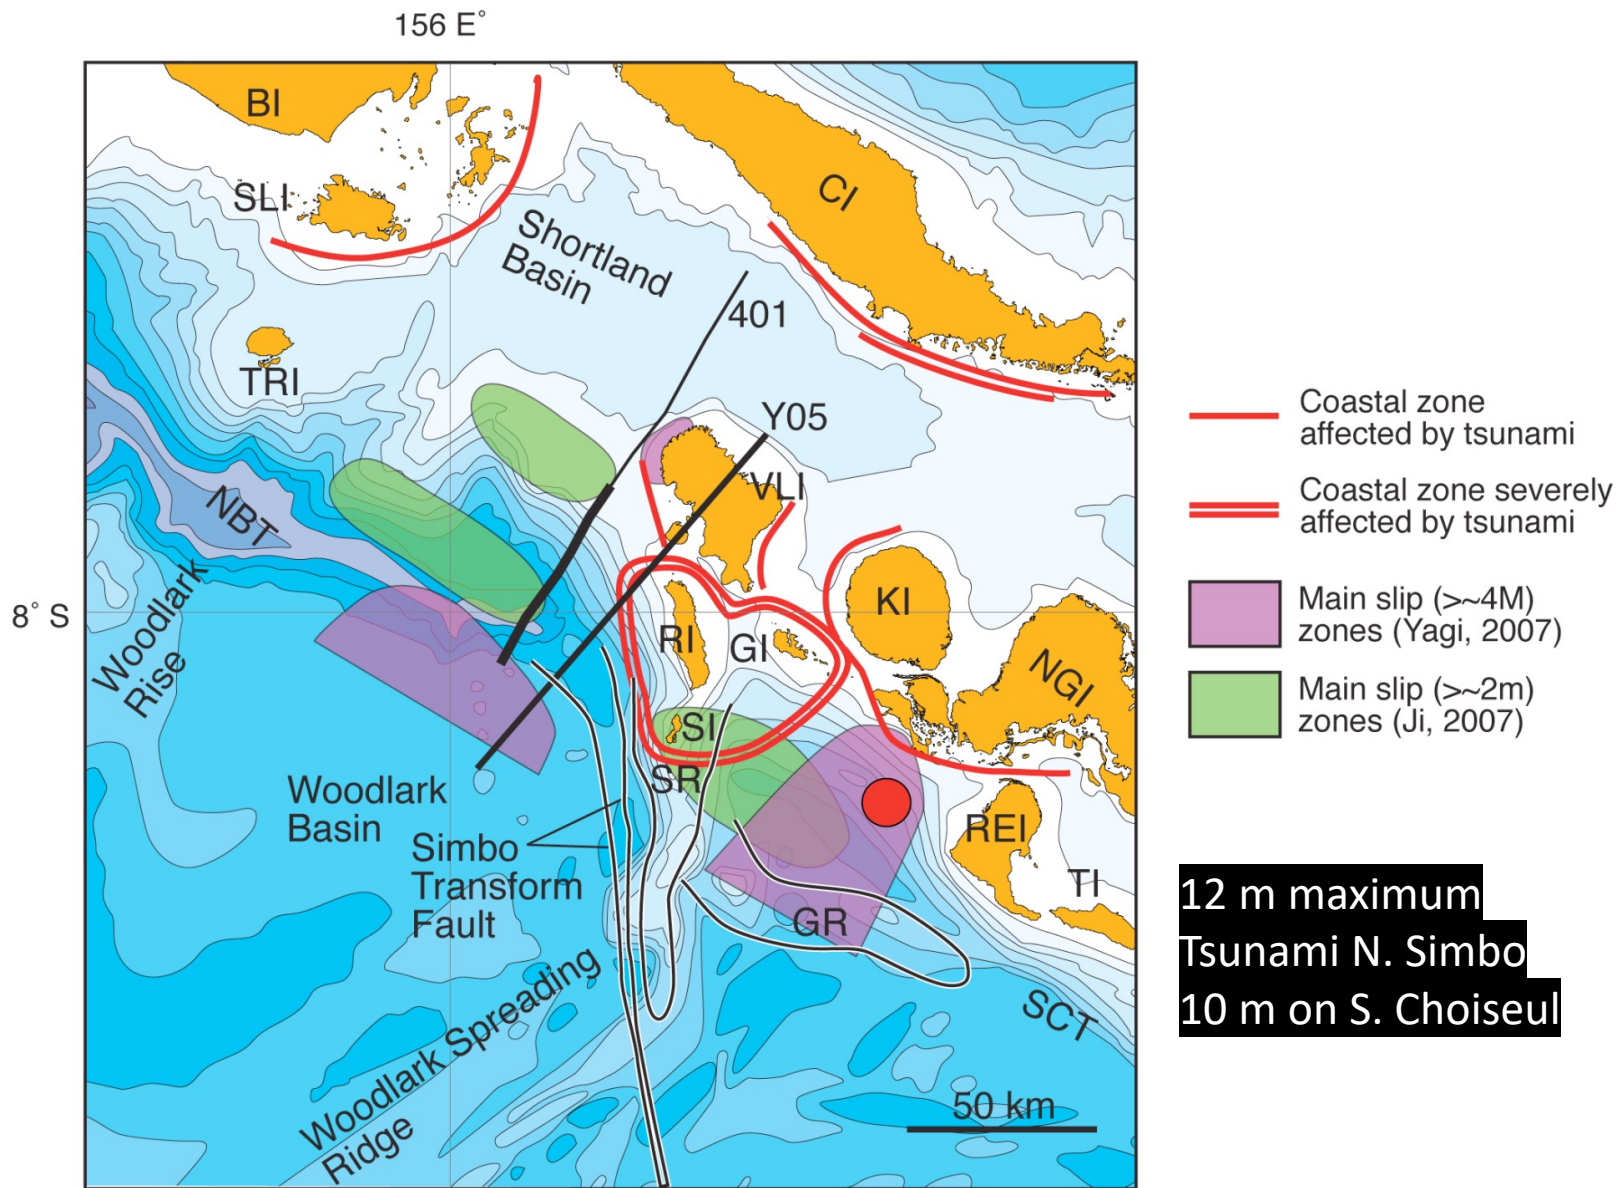 156 E°
BI
SLI
CI
Shortland
Basin
401
TRI
Y05
VLI
NBT
8° S
Woodlark
Rise
RI
GI
KI
NGI
SI
SR
Woodlark
Basin
Simbo
Transform
Fault
REI
TI
GR
SCT
Woodlark Spreading
Ridge
50 km
Coastal zone
affected by tsunami
Coastal zone severely
affected by tsunami
Main slip (>~4M)
zones (Yagi, 2007)
Main slip (>~2m)
zones (Ji, 2007)
12 m maximum
Tsunami N. Simbo
10 m on S. Choiseul